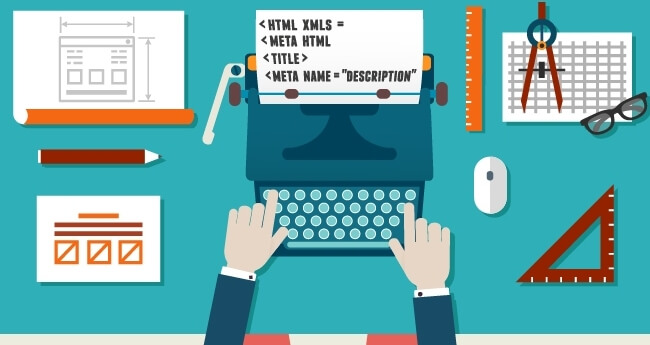 <HTML XMLS =
<META HTML
<TITLE>
<META NAME="DESCRIPTION"